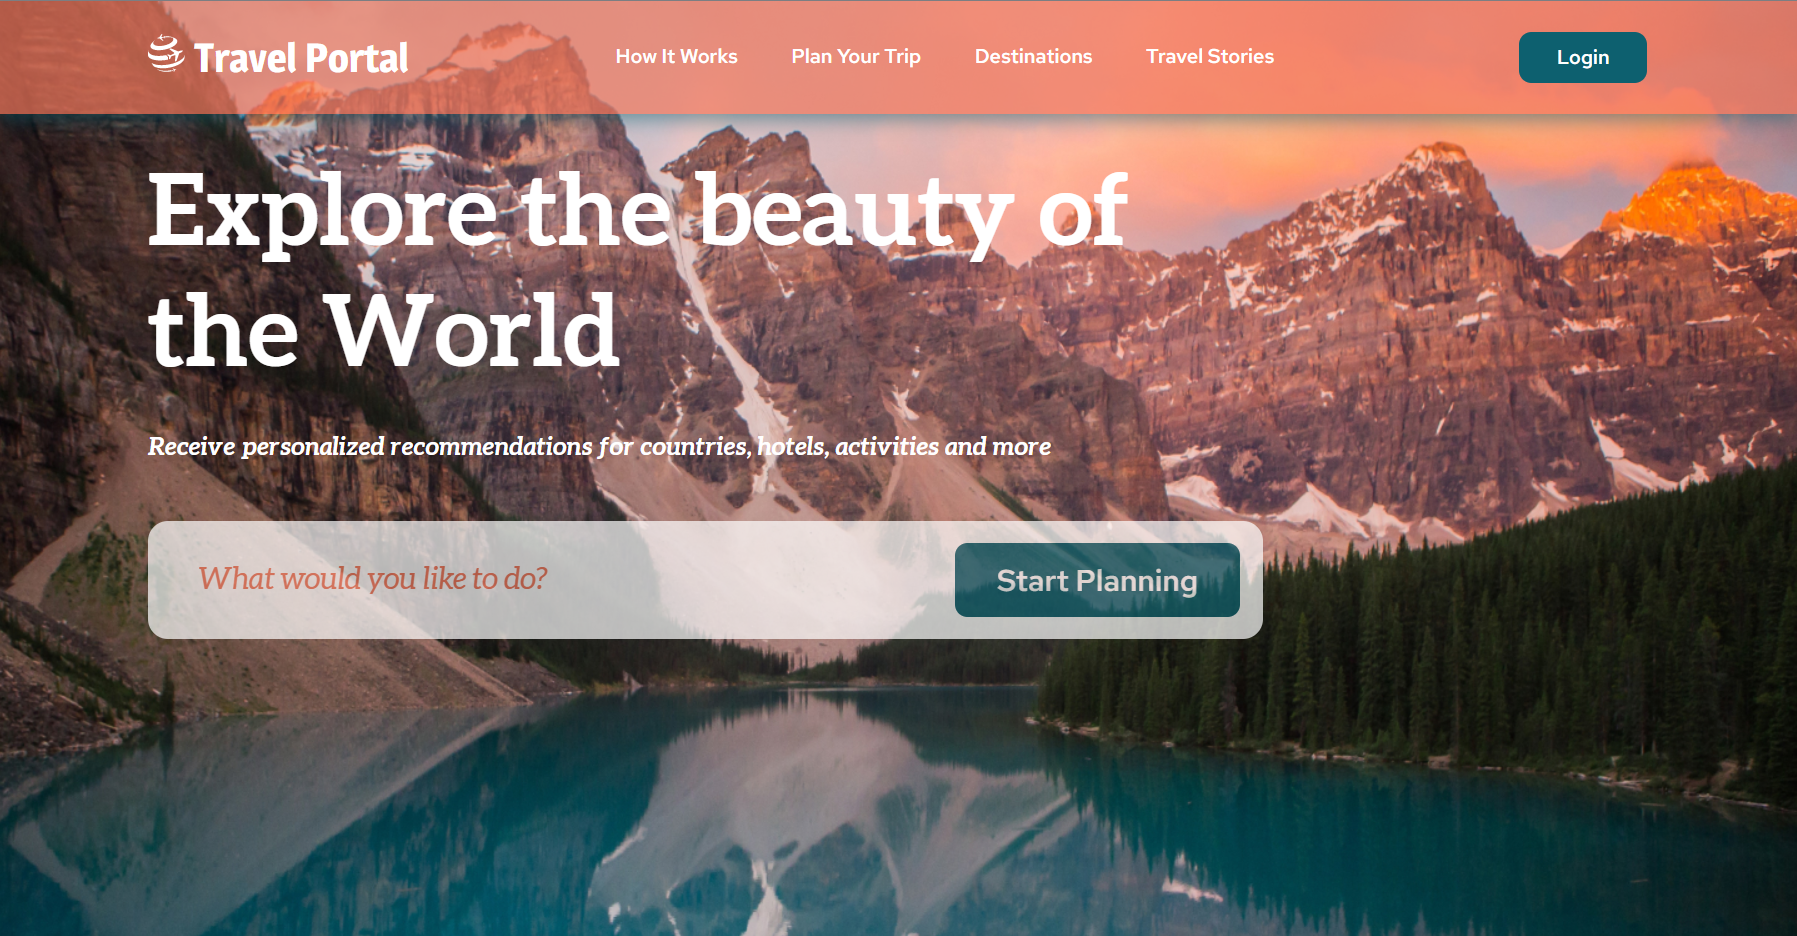 Travel Portal
How It Works
Plan Your Trip
Destinations
Travel Stories
Login
Explore the beauty of
the World
Receive personalized recommendations for countries, hotels, activities and more
What would you like to do?
Start Planning